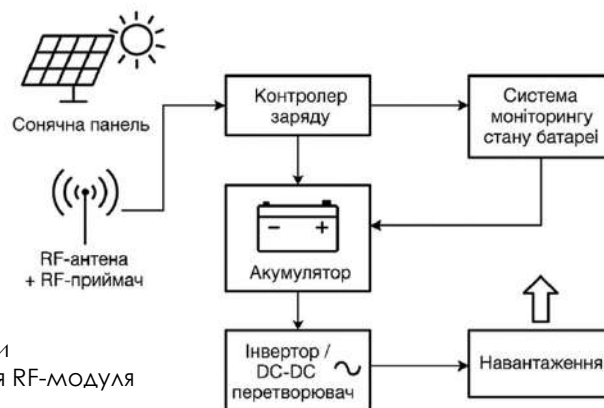 Сонячна панель
Контролер
заряду
Система
моніторингу
стану батареї
RF-антена
+ RF-приймач
− +
Акумулятор
Інвертор /
DC-DC
перетворювач
Навантаження
RF-модуля